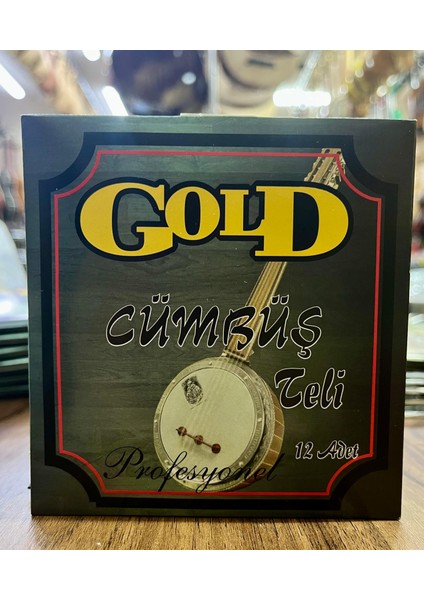 GOLD
CÜMBÜŞ
Teli
12 Adet
Profesyonel